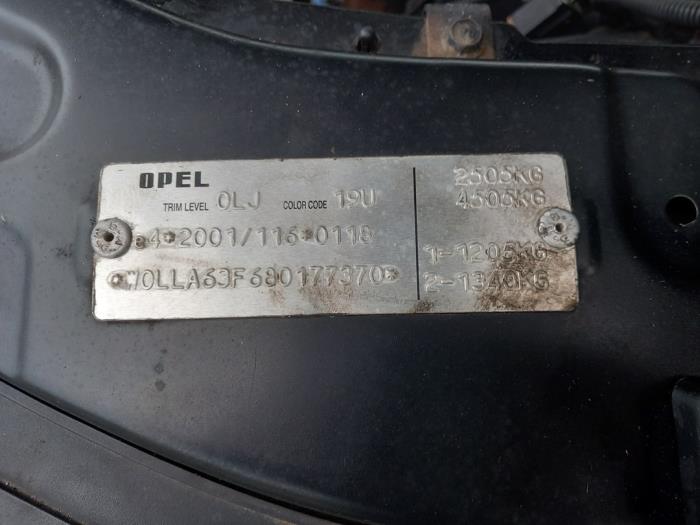 OPEL
TRIM LEVEL 0LJ COLOR CODE 19U
e4*2001/116*0118
*W0LLA63F680177370*
2505KG
4505KG
1-1205KG
2-1340KG